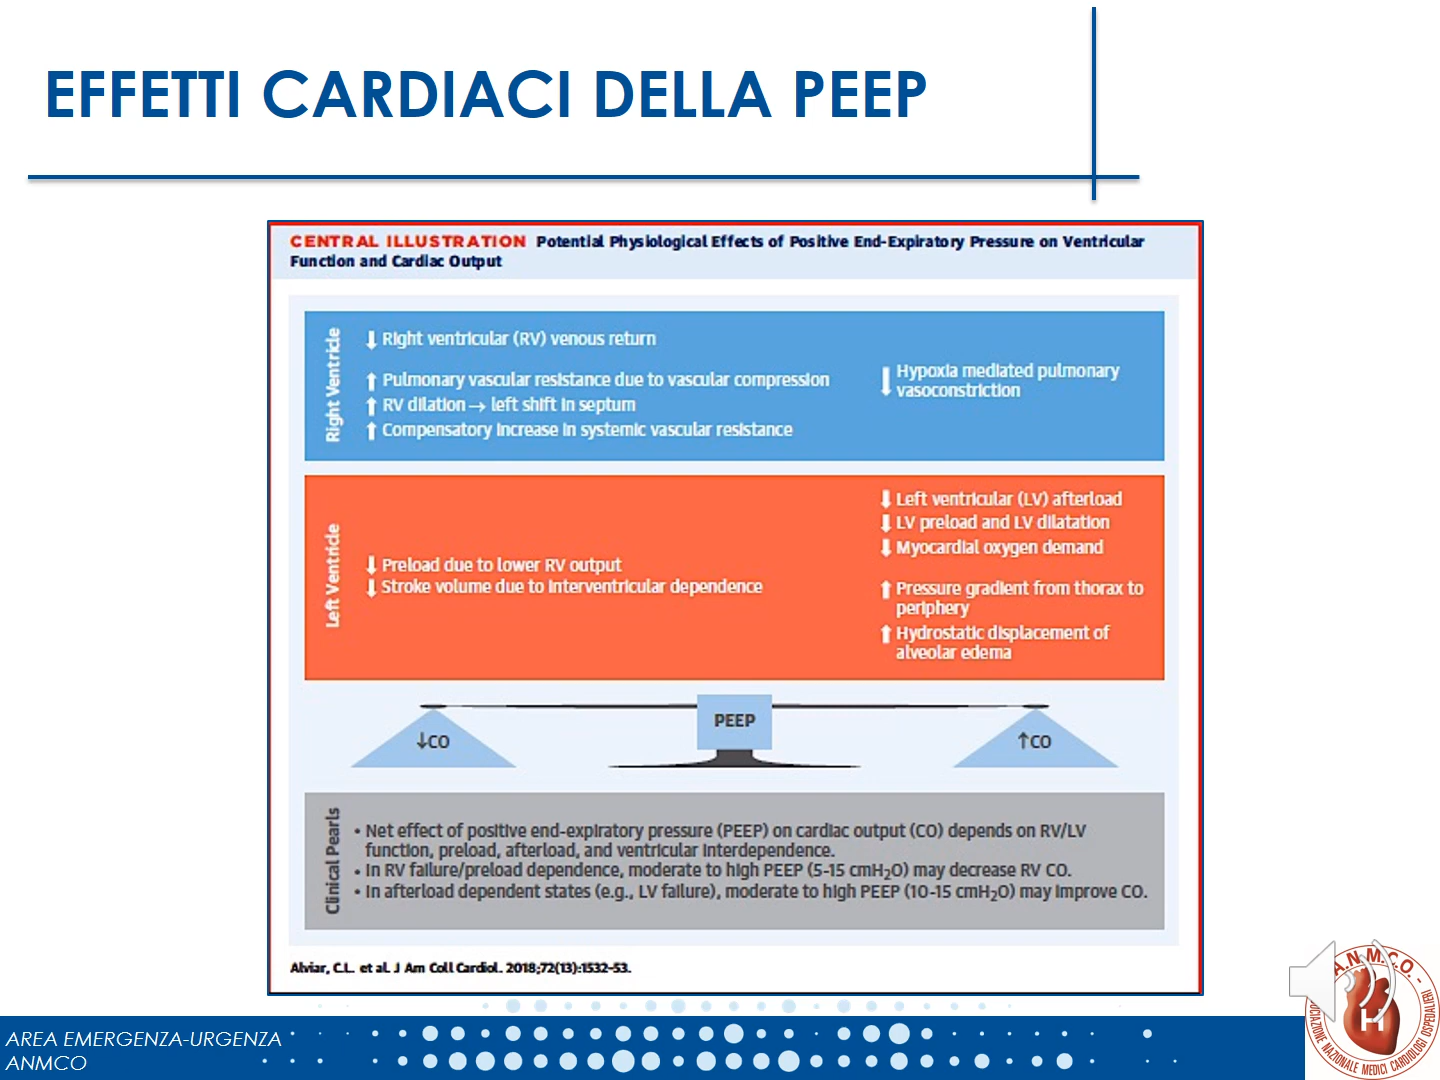 EFFETTI CARDIACI DELLA PEEP
CENTRAL ILLUSTRATION Potential Physiological Effects of Positive End-Expiratory Pressure on Ventricular
Function and Cardiac Output
Right Ventricle
↓ Right ventricular (RV) venous return
↑ Pulmonary vascular resistance due to vascular compression
↑ RV dilation → left shift in septum
↑ Compensatory increase in systemic vascular resistance
↓ Hypoxia mediated pulmonary
vasoconstriction
Left Ventricle
↓ Preload due to lower RV output
↓ Stroke volume due to interventricular dependence
↓ Left ventricular (LV) afterload
↓ LV preload and LV dilatation
↓ Myocardial oxygen demand
↑ Pressure gradient from thorax to
periphery
↑ Hydrostatic displacement of
alveolar edema
↓CO
PEEP
↑CO
Clinical Pearls
• Net effect of positive end-expiratory pressure (PEEP) on cardiac output (CO) depends on RV/LV
function, preload, afterload, and ventricular interdependence.
• In RV failure/preload dependence, moderate to high PEEP (5-15 cmH₂O) may decrease RV CO.
• In afterload dependent states (e.g., LV failure), moderate to high PEEP (10-15 cmH₂O) may improve CO.
Alviar, C.L. et al. J Am Coll Cardiol. 2018;72(13):1532–53.
AREA EMERGENZA-URGENZA
ANMCO
A.N.M.C.O. -
OCIAZIONE NAZIONALE MEDICI CARDIOLOGI OSPEDALIERI
H